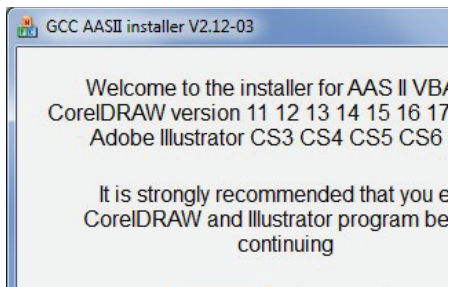 GCC AASII installer V2.12-03
Welcome to the installer for AAS II VBA
CorelDRAW version 11 12 13 14 15 16 17
Adobe Illustrator CS3 CS4 CS5 CS6
It is strongly recommended that you e
CorelDRAW and Illustrator program be
continuing